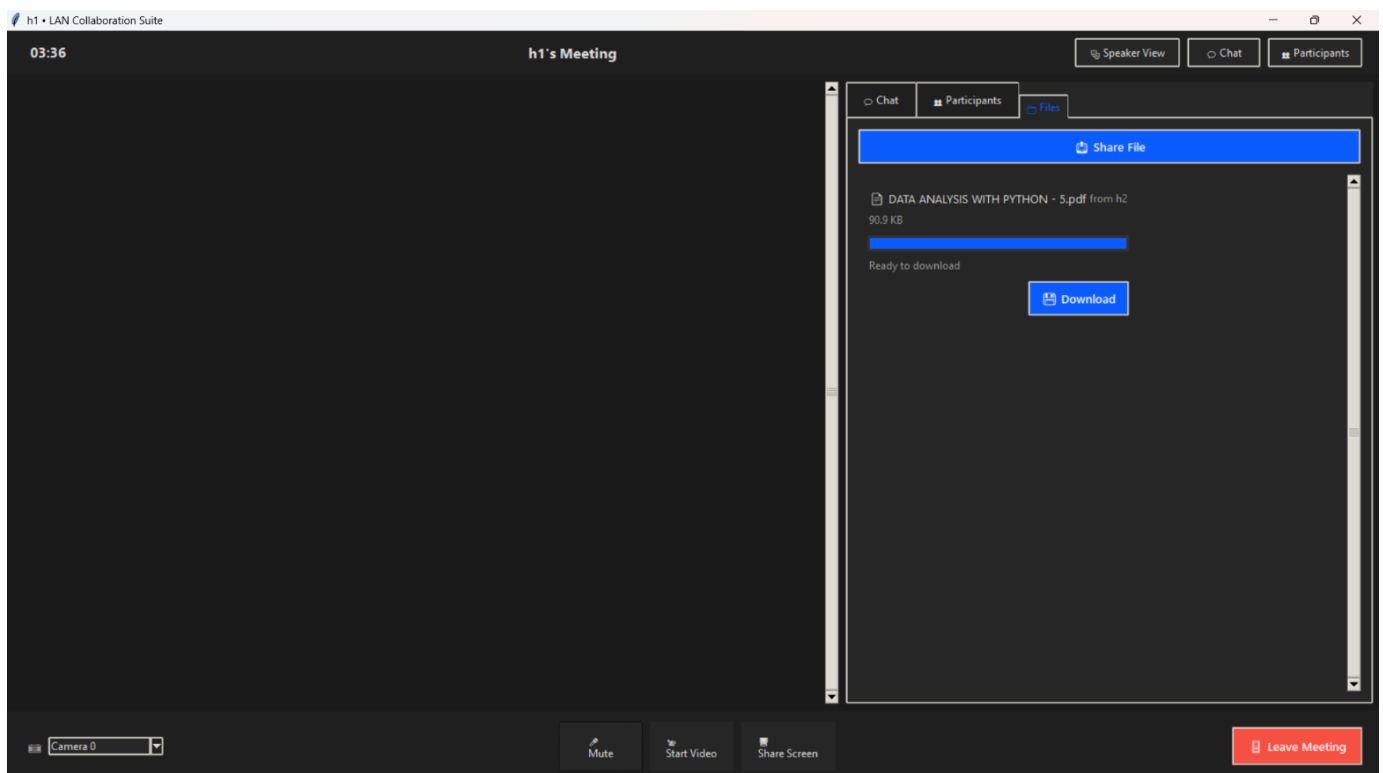 h1 • LAN Collaboration Suite
03:36
h1's Meeting
Speaker View
Chat
Participants
Chat
Participants
Files
Share File
DATA ANALYSIS WITH PYTHON - 5.pdf from h2
90.9 KB
Ready to download
Download
Camera 0
Mute
Start Video
Share Screen
Leave Meeting